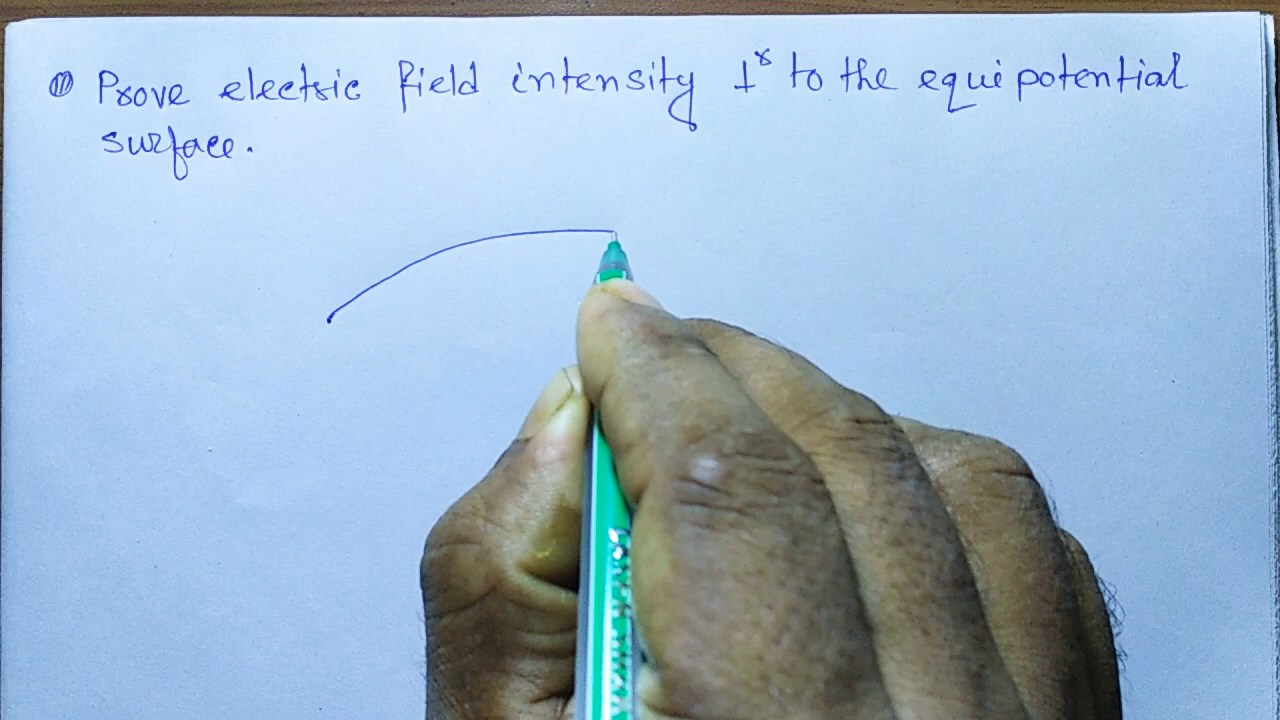 ⑪ Prove electric field intensity ⊥ʳ to the equipotential
surface.